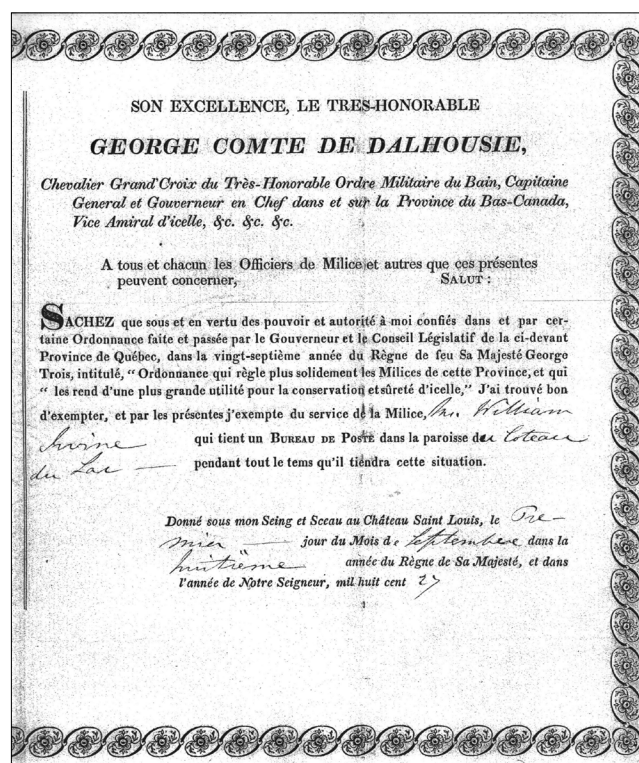 SON EXCELLENCE, LE TRES-HONORABLE
GEORGE COMTE DE DALHOUSIE,
Chevalier Grand'Croix du Très-Honorable Ordre Militaire du Bain, Capitaine
General et Gouverneur en Chef dans et sur la Province du Bas-Canada,
Vice Amiral d'icelle, &c. &c. &c.
A tous et chacun les Officiers de Milice et autres que ces présentes
peuvent concerner, SALUT:
SACHEZ que sous et en vertu des pouvoir et autorité à moi confiés dans et par cer-
taine Ordonnance faite et passée par le Gouverneur et le Conseil Législatif de la ci-devant
Province de Québec, dans la vingt-septième année du Règne de feu Sa Majesté George
Trois, intitulé, “ Ordonnance qui règle plus solidement les Milices de cette Province, et qui
“ les rend d'une plus grande utilité pour la conservation et sûreté d'icelle,” J'ai trouvé bon
d'exempter, et par les présentes j'exempte du service de la Milice, Mr. William
Irvine qui tient un BUREAU DE POSTE dans la paroisse du Coteau
du Lac — pendant tout le tems qu'il tiendra cette situation.
Donné sous mon Seing et Sceau au Château Saint Louis, le Pre-
mier — jour du Mois de Septembre dans la
huitième année du Règne de Sa Majesté, et dans
l'année de Notre Seigneur, mil huit cent 27